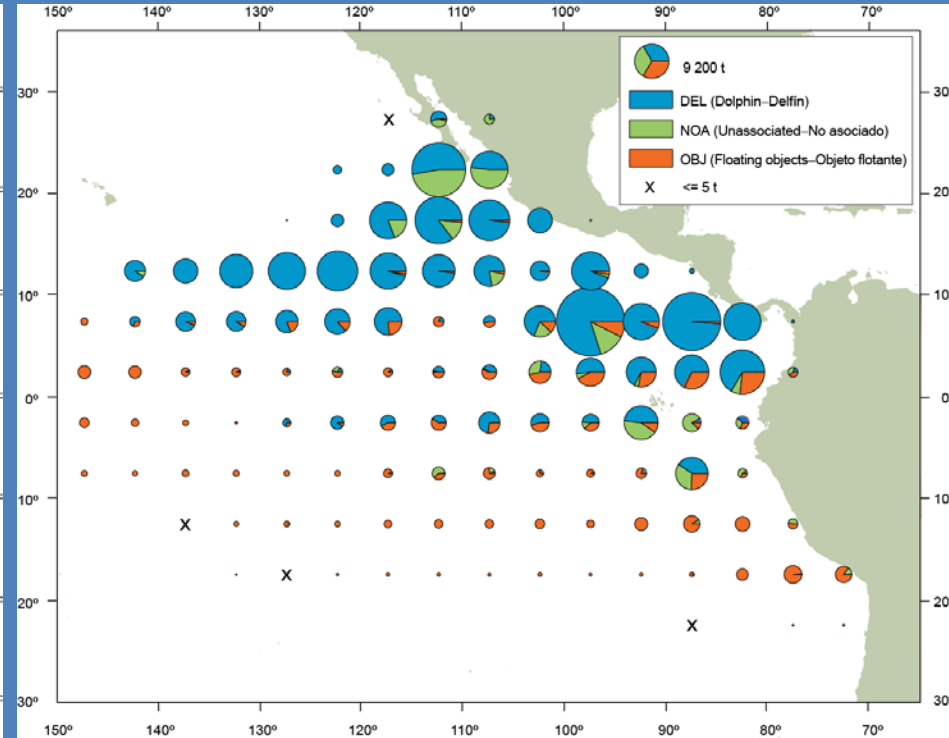 150º 140º 130º 120º 110º 100º 90º 80º 70º
9 200 t
DEL (Dolphin–Delfín)
NOA (Unassociated–No asociado)
OBJ (Floating objects–Objeto flotante)
X <= 5 t
30º 30
X
20º 20
10º 10
0º 0
10º 10
X
X
20º 20
X
30º 30
150º 140º 130º 120º 110º 100º 90º 80º 70º